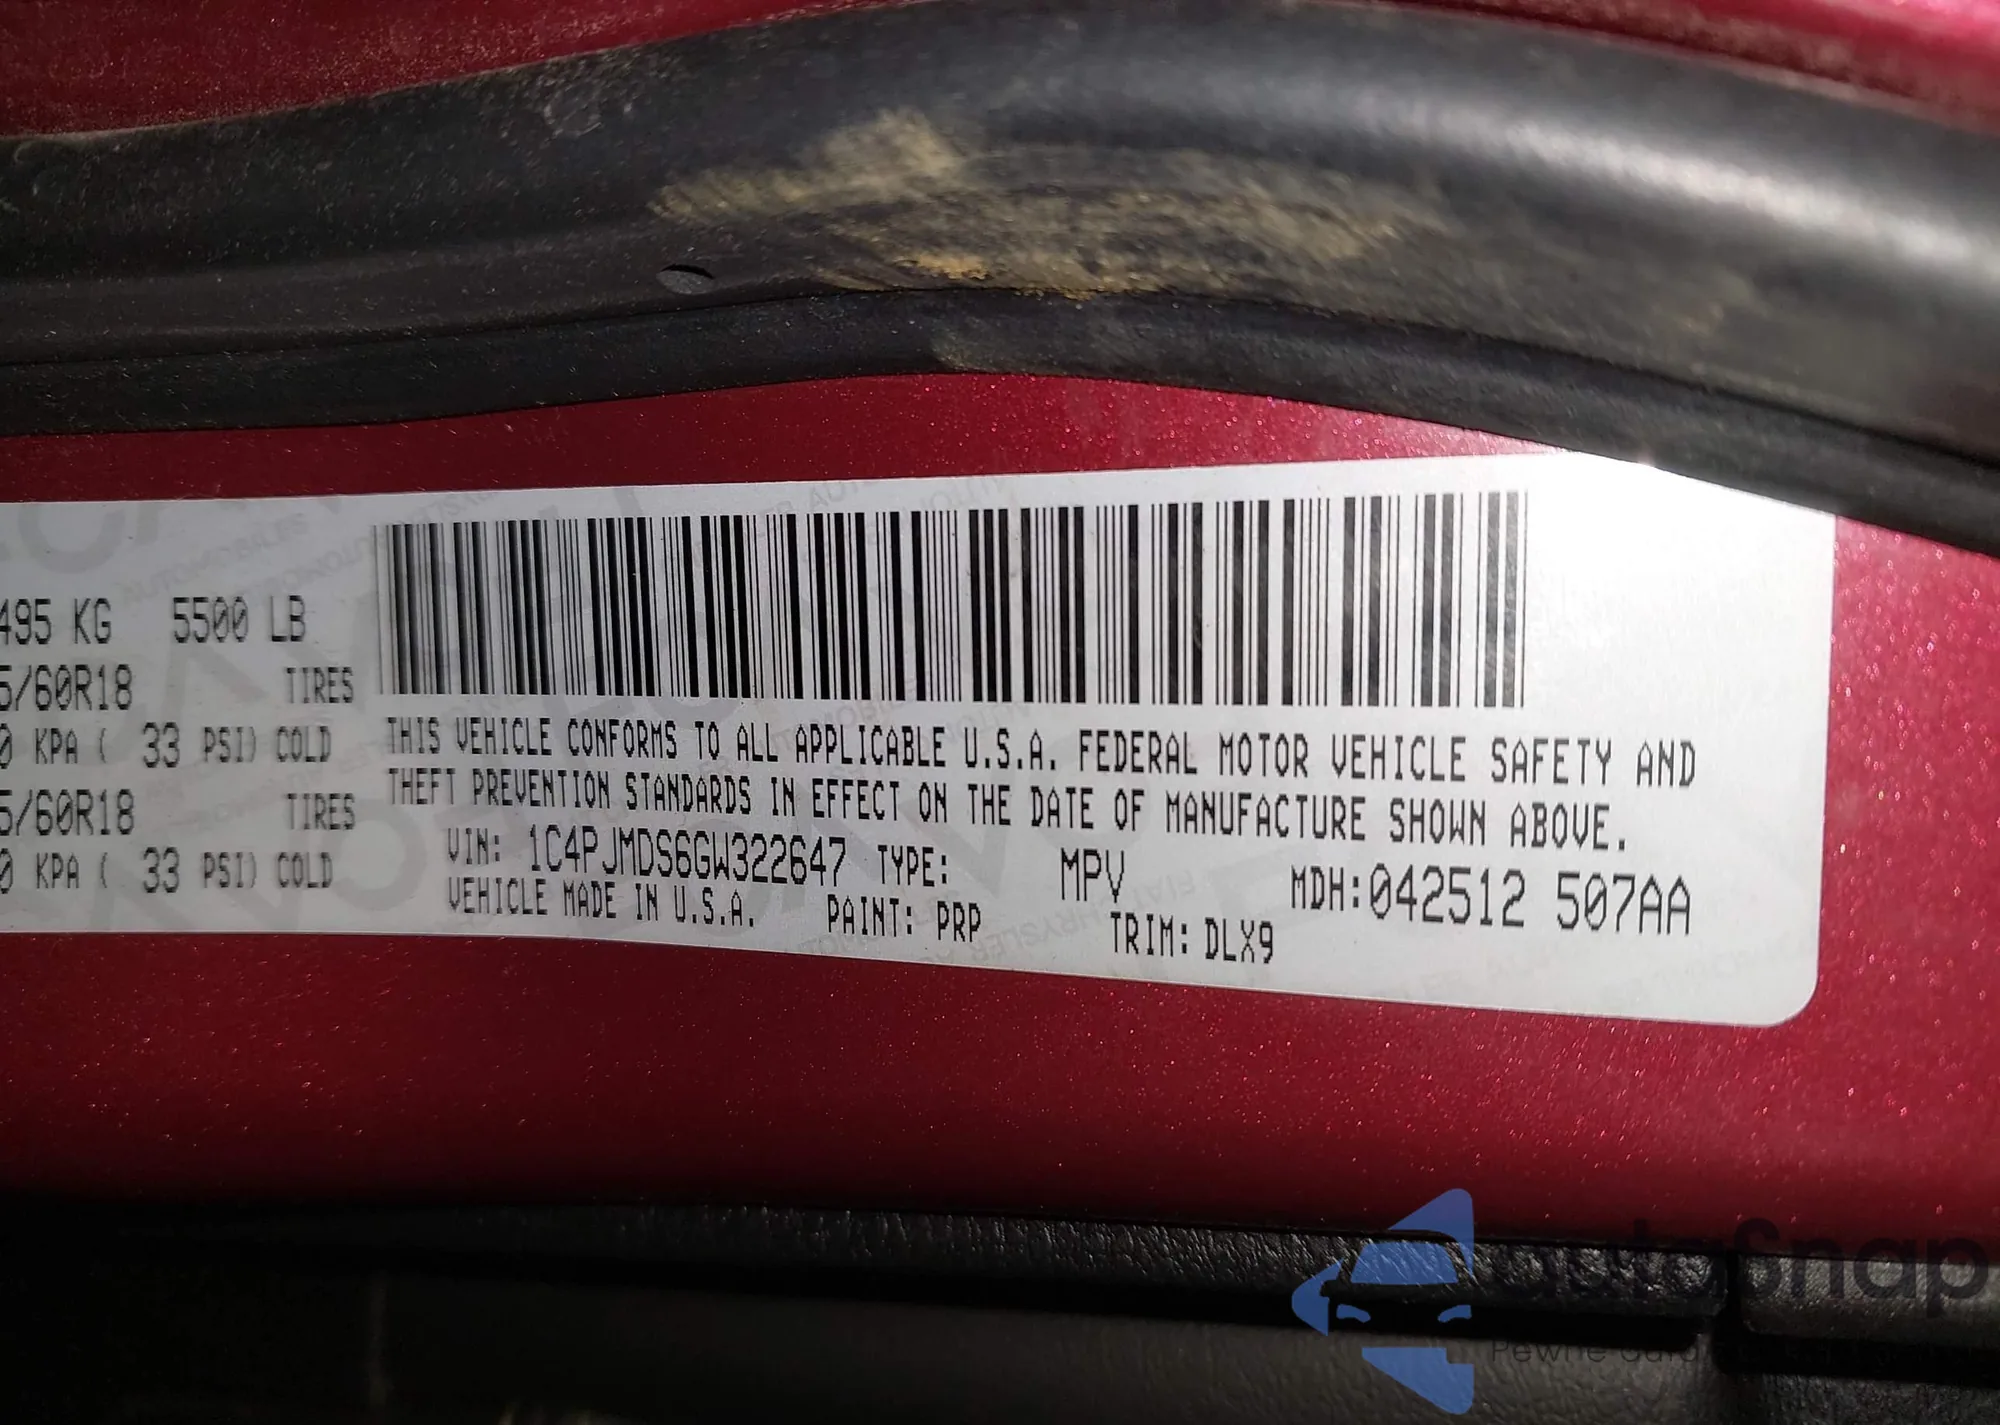 495 KG 5500 LB
5/60R18 TIRES
0 KPA ( 33 PSI) COLD
5/60R18 TIRES
0 KPA ( 33 PSI) COLD
THIS VEHICLE CONFORMS TO ALL APPLICABLE U.S.A. FEDERAL MOTOR VEHICLE SAFETY AND
THEFT PREVENTION STANDARDS IN EFFECT ON THE DATE OF MANUFACTURE SHOWN ABOVE.
VIN: 1C4PJMDS6GW322647 TYPE: MPV MDH:042512 507AA
VEHICLE MADE IN U.S.A. PAINT: PRP TRIM: DLX9
autosnap